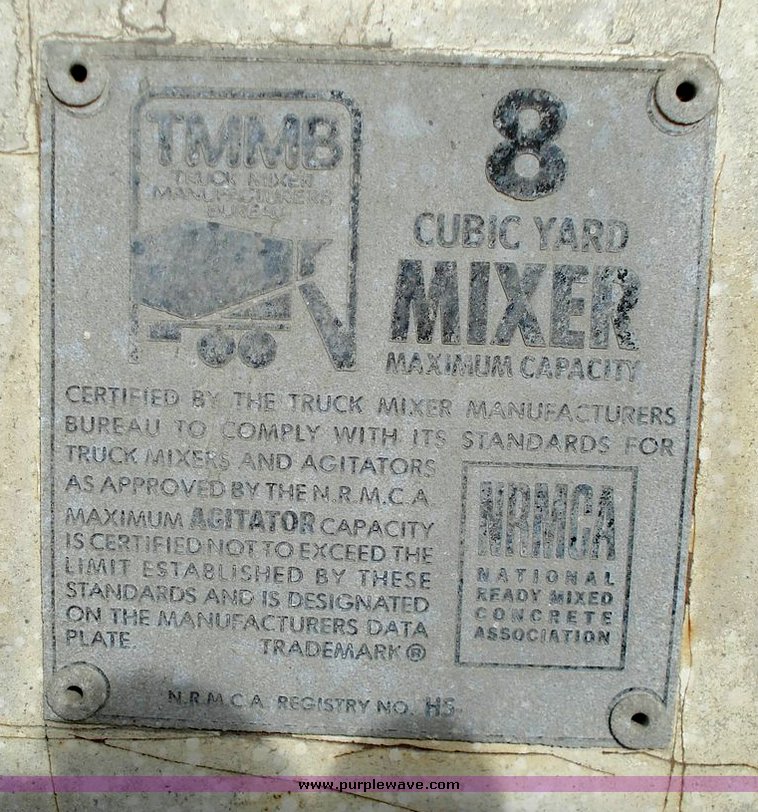 TMMB
TRUCK MIXER
MANUFACTURERS
BUREAU
8
CUBIC YARD
MIXER
MAXIMUM CAPACITY
CERTIFIED BY THE TRUCK MIXER MANUFACTURERS
BUREAU TO COMPLY WITH ITS STANDARDS FOR
TRUCK MIXERS AND AGITATORS
AS APPROVED BY THE N.R.M.C.A
MAXIMUM AGITATOR CAPACITY
IS CERTIFIED NOT TO EXCEED THE
LIMIT ESTABLISHED BY THESE
STANDARDS AND IS DESIGNATED
ON THE MANUFACTURERS DATA
PLATE TRADEMARK ®
NRMCA
NATIONAL
READY MIXED
CONCRETE
ASSOCIATION
N.R.M.C.A. REGISTRY NO. H5-
www.purplewave.com